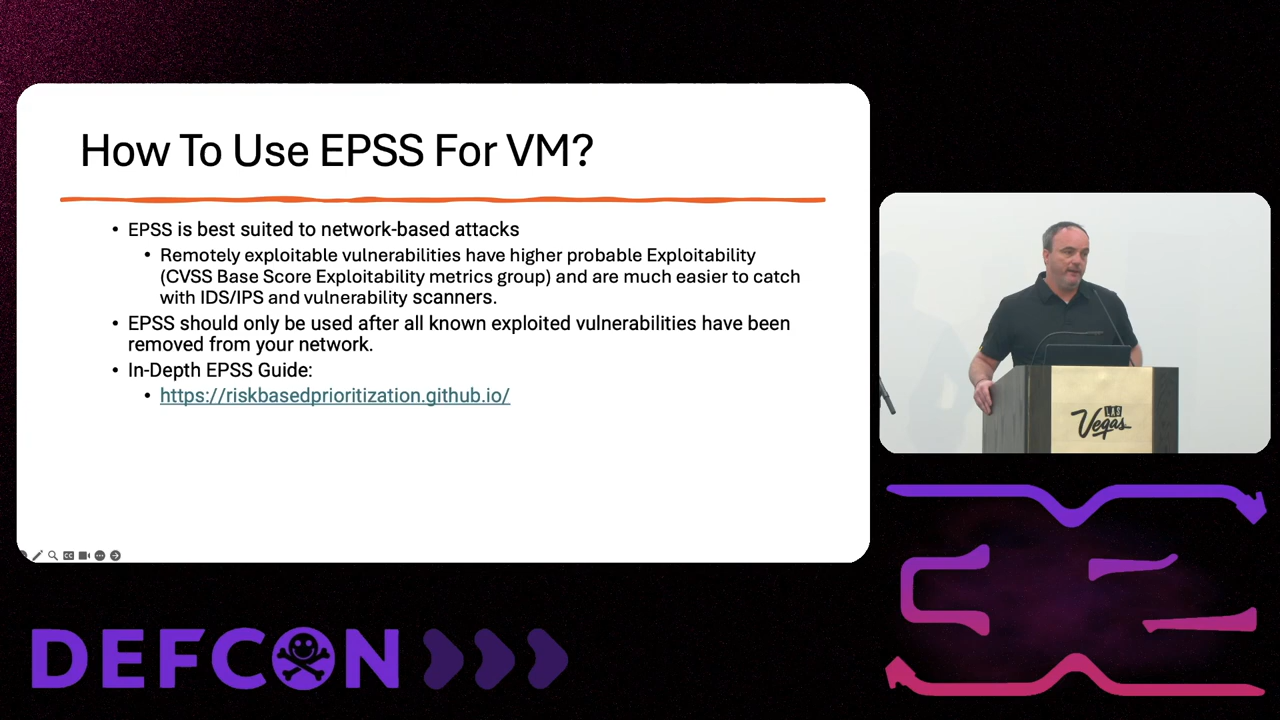 How To Use EPSS For VM?
• EPSS is best suited to network-based attacks
• Remotely exploitable vulnerabilities have higher probable Exploitability
(CVSS Base Score Exploitability metrics group) and are much easier to catch
with IDS/IPS and vulnerability scanners.
• EPSS should only be used after all known exploited vulnerabilities have been
removed from your network.
• In-Depth EPSS Guide:
• https://riskbasedprioritization.github.io/
LAS
Vegas
DEFCON